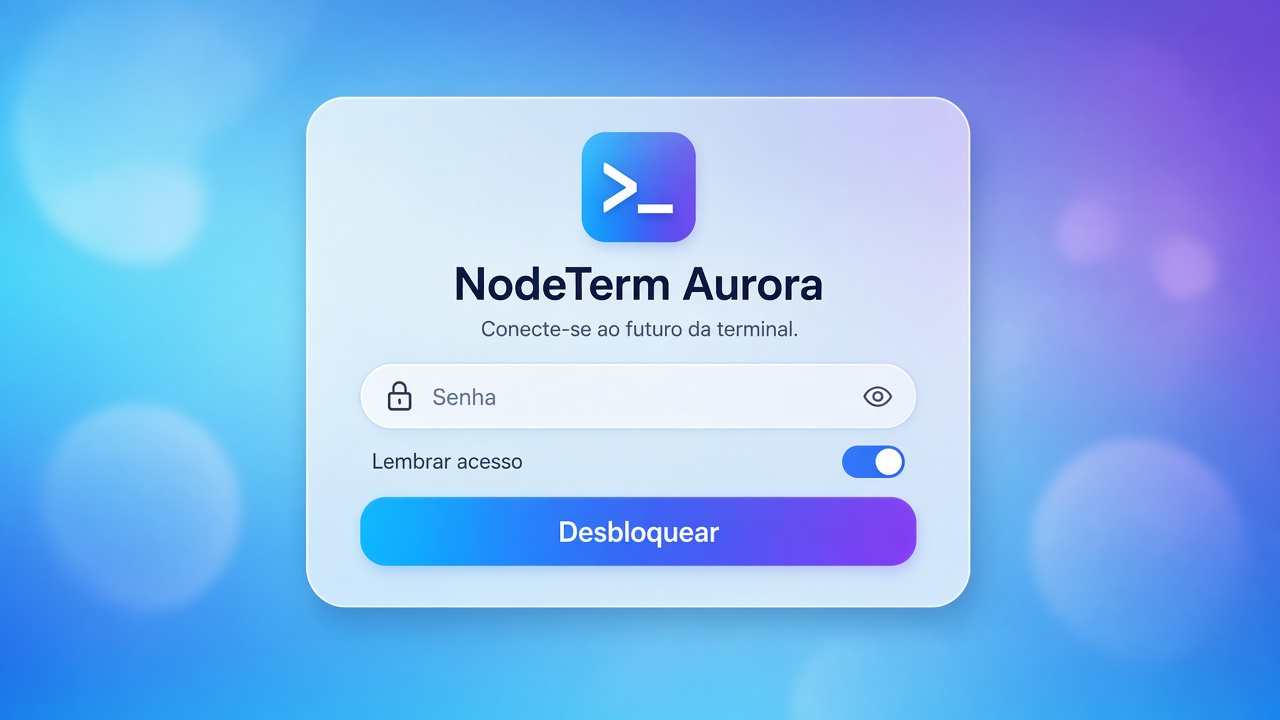 >_
NodeTerm Aurora
Conecte-se ao futuro da terminal.
Senha
Lembrar acesso
Desbloquear